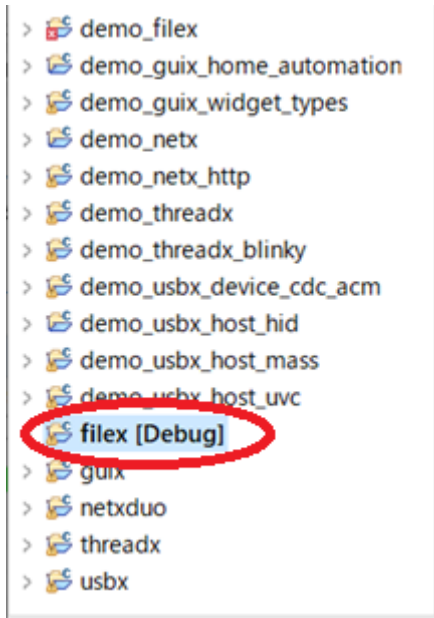 demo_filex
demo_guix_home_automation
demo_guix_widget_types
demo_netx
demo_netx_http
demo_threadx
demo_threadx_blinky
demo_usbx_device_cdc_acm
demo_usbx_host_hid
demo_usbx_host_mass
demo_usbx_host_uvc
filex [Debug]
guix
netxduo
threadx
usbx